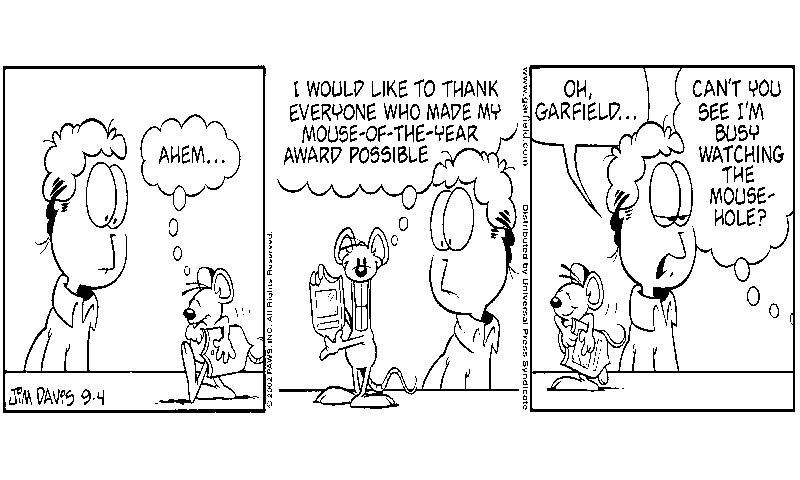 AHEM...
JIM DAVIS 9-4
© 2002 PAWS, INC. All Rights Reserved.
I WOULD LIKE TO THANK
EVERYONE WHO MADE MY
MOUSE-OF-THE-YEAR
AWARD POSSIBLE
www.garfield.com
Distributed by Universal Press Syndicate
OH,
GARFIELD...
CAN'T YOU
SEE I'M
BUSY
WATCHING
THE
MOUSE-
HOLE?